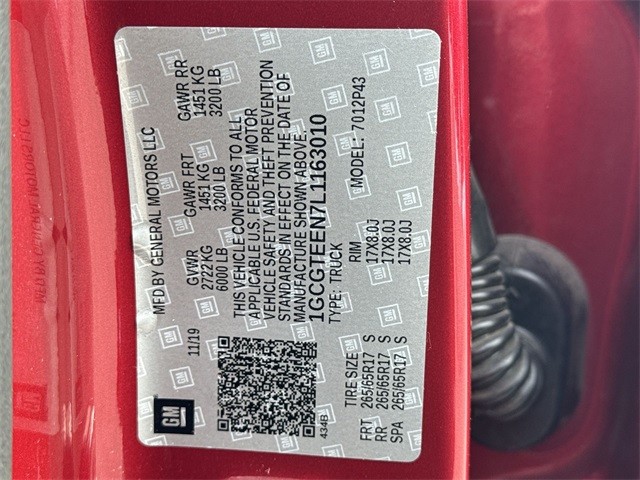 GM
MFD BY GENERAL MOTORS LLC
11/19
GVWR GAWR FRT GAWR RR
2722 KG 1451 KG 1451 KG
6000 LB 3200 LB 3200 LB
THIS VEHICLE CONFORMS TO ALL
APPLICABLE U.S. FEDERAL MOTOR
VEHICLE SAFETY AND THEFT PREVENTION
STANDARDS IN EFFECT ON THE DATE OF
MANUFACTURE SHOWN ABOVE.
1GCGTEEN7L1163010
TYPE: TRUCK MODEL: 7012P43
434B
TIRE SIZE RIM
FRT 265/65R17 S 17X8.0J
RR 265/65R17 S 17X8.0J
SPA 265/65R17 S 17X8.0J